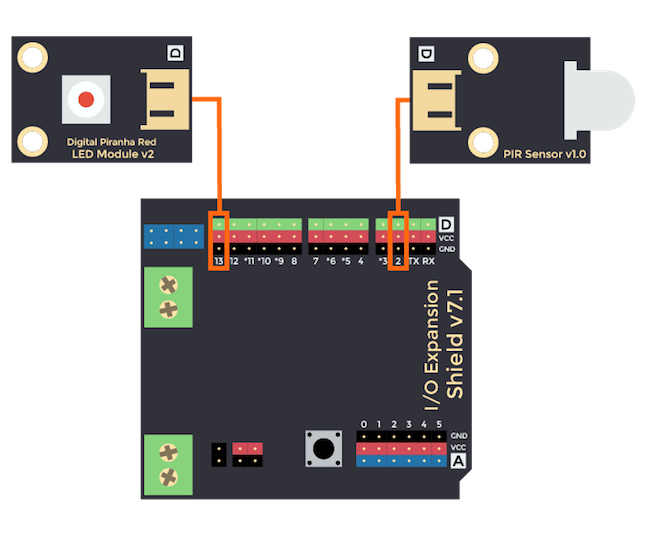 D
D
Digital Piranha Red
LED Module v2
PIR Sensor v1.0
D
VCC
GND
13 12 *11 *10 *9 8 7 *6 *5 4 *3 2 TX RX
I/O Expansion
Shield v7.1
0 1 2 3 4 5
GND
VCC
A